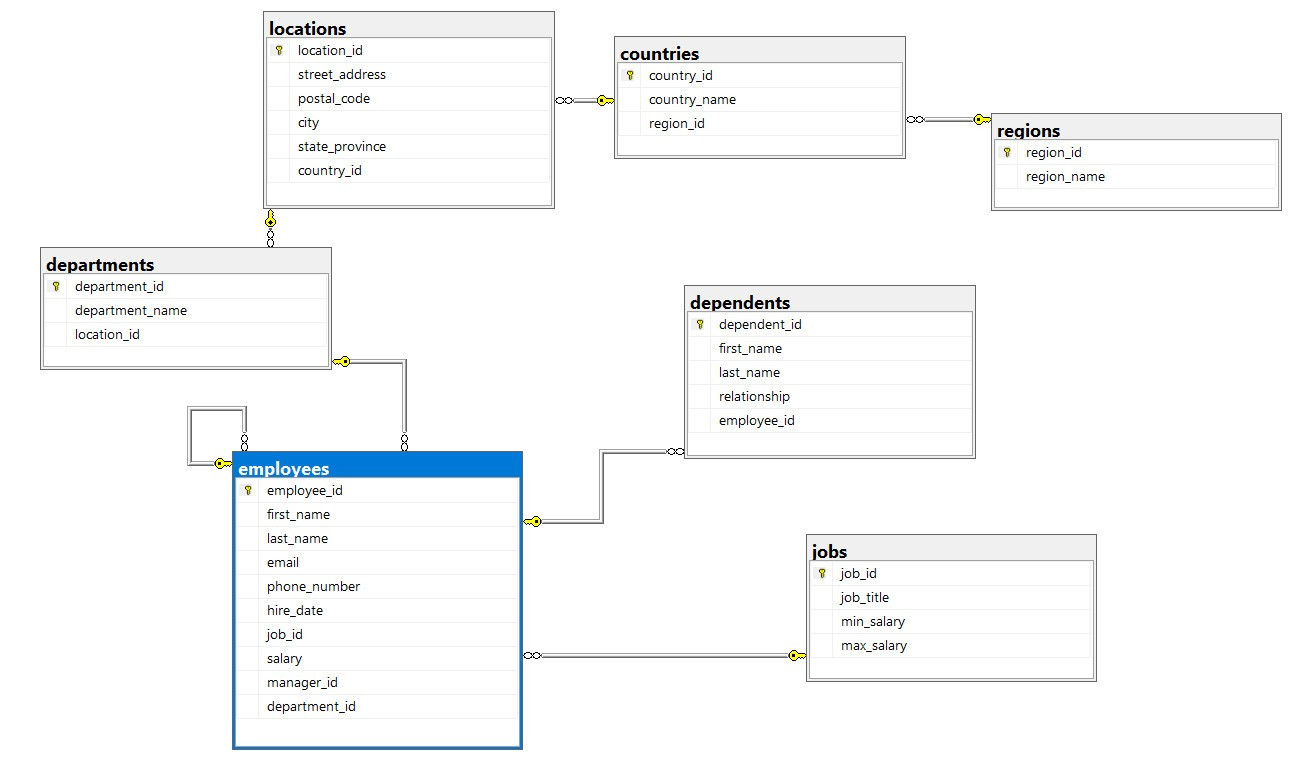 locations
location_id
street_address
postal_code
city
state_province
country_id
countries
country_id
country_name
region_id
regions
region_id
region_name
departments
department_id
department_name
location_id
dependents
dependent_id
first_name
last_name
relationship
employee_id
employees
employee_id
first_name
last_name
email
phone_number
hire_date
job_id
salary
manager_id
department_id
jobs
job_id
job_title
min_salary
max_salary